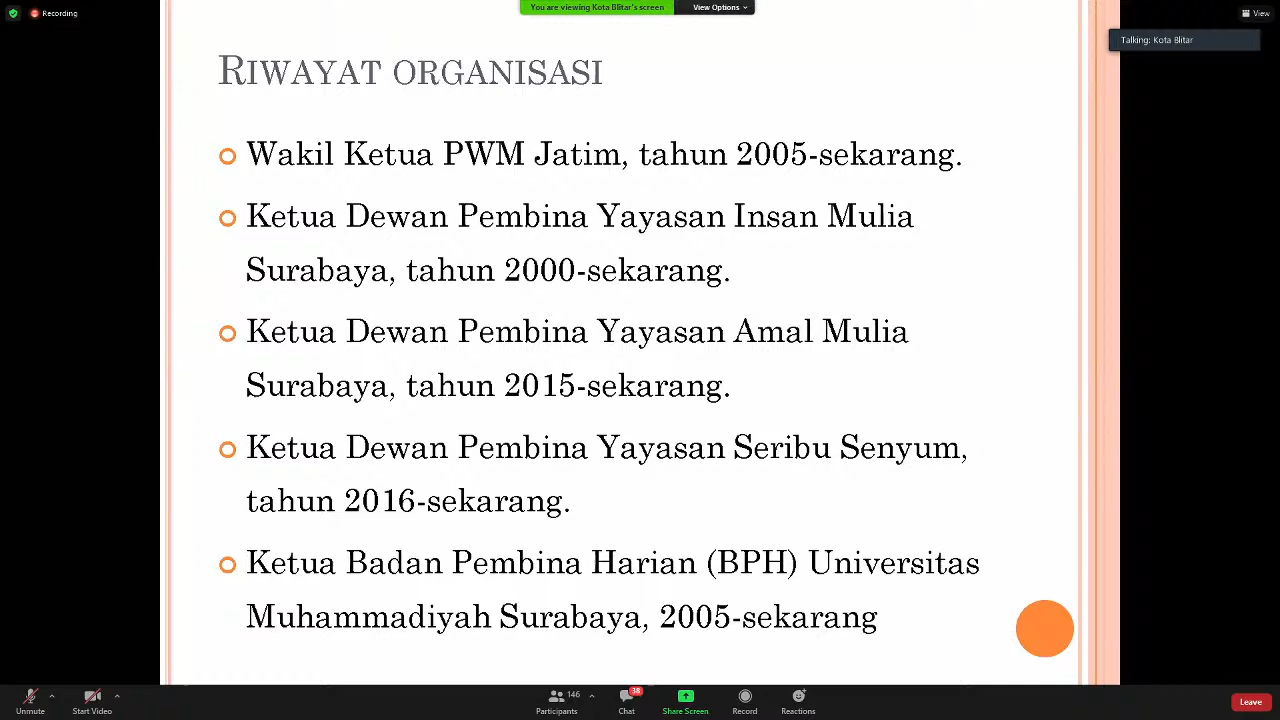 Recording
You are viewing Kota Blitar's screen
View Options
View
Talking: Kota Blitar
RIWAYAT ORGANISASI
Wakil Ketua PWM Jatim, tahun 2005-sekarang.
Ketua Dewan Pembina Yayasan Insan Mulia
Surabaya, tahun 2000-sekarang.
Ketua Dewan Pembina Yayasan Amal Mulia
Surabaya, tahun 2015-sekarang.
Ketua Dewan Pembina Yayasan Seribu Senyum,
tahun 2016-sekarang.
Ketua Badan Pembina Harian (BPH) Universitas
Muhammadiyah Surabaya, 2005-sekarang
Unmute
Start Video
146
Participants
38
Chat
Share Screen
Record
Reactions
Leave